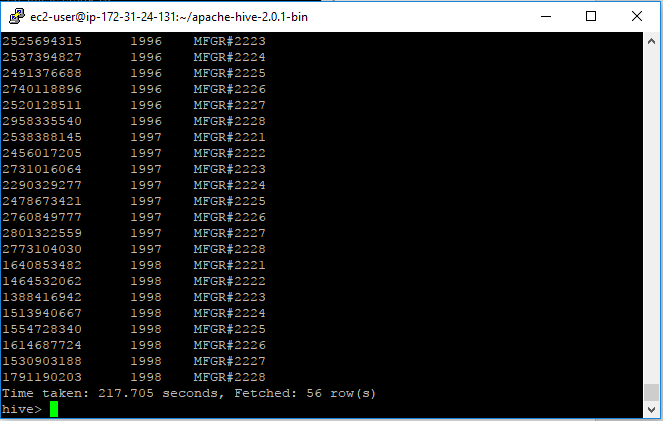 ec2-user@ip-172-31-24-131:~/apache-hive-2.0.1-bin
2525694315 1996 MFGR#2223
2537394827 1996 MFGR#2224
2491376688 1996 MFGR#2225
2740118896 1996 MFGR#2226
2520128511 1996 MFGR#2227
2958335540 1996 MFGR#2228
2538388145 1997 MFGR#2221
2456017205 1997 MFGR#2222
2731016064 1997 MFGR#2223
2290329277 1997 MFGR#2224
2478673421 1997 MFGR#2225
2760849777 1997 MFGR#2226
2801322559 1997 MFGR#2227
2773104030 1997 MFGR#2228
1640853482 1998 MFGR#2221
1464532062 1998 MFGR#2222
1388416942 1998 MFGR#2223
1513940667 1998 MFGR#2224
1554728340 1998 MFGR#2225
1614687724 1998 MFGR#2226
1530903188 1998 MFGR#2227
1791190203 1998 MFGR#2228
Time taken: 217.705 seconds, Fetched: 56 row(s)
hive>